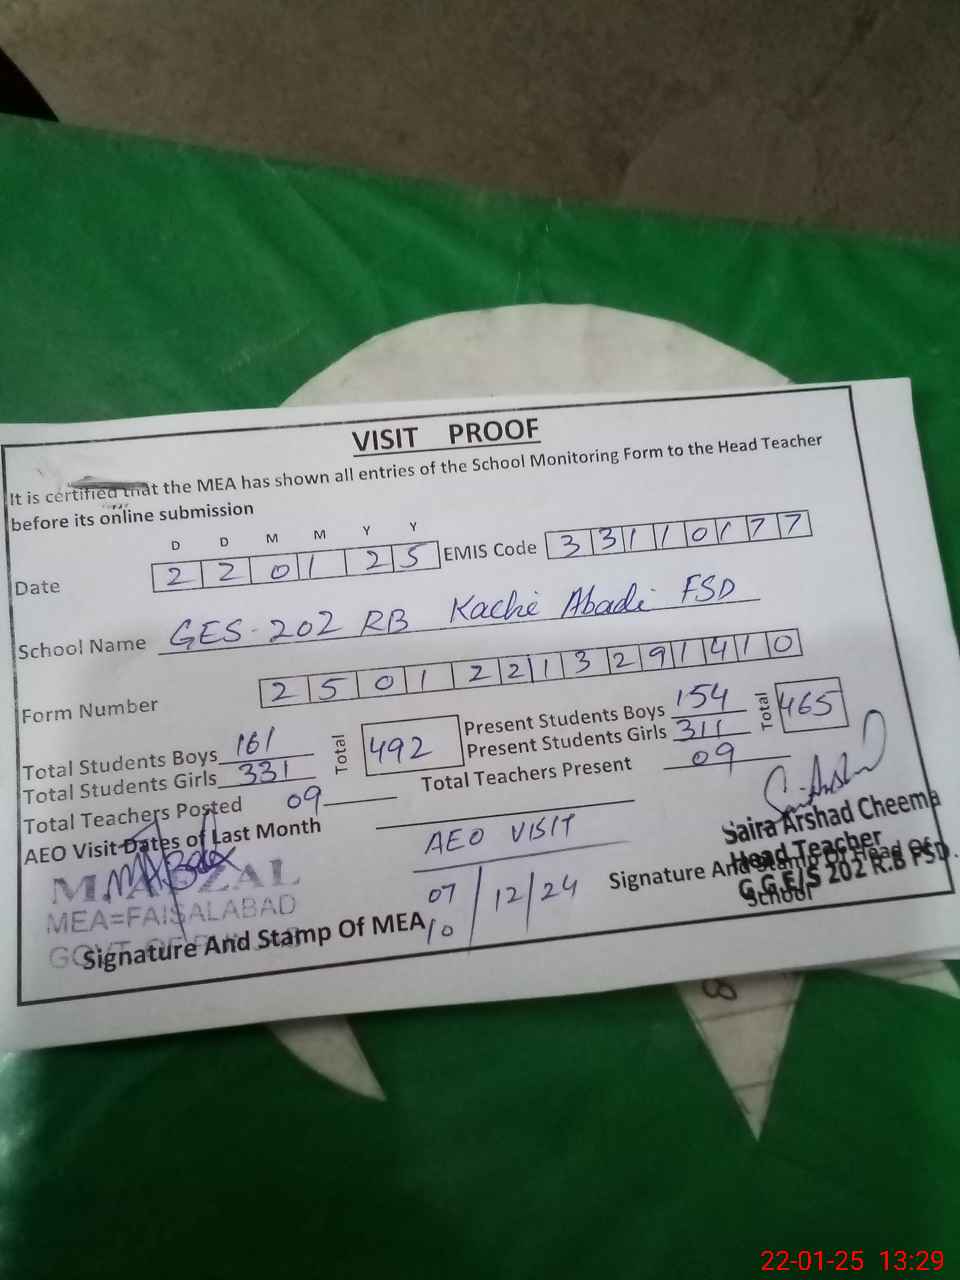 VISIT PROOF
It is certified that the MEA has shown all entries of the School Monitoring Form to the Head Teacher
before its online submission
D D M M Y Y
Date 2 2 0 1 2 5 EMIS Code 3 3 1 1 0 1 7 7
School Name GES-202 RB Kachi Abadi FSD
Form Number 2 5 0 1 2 2 1 3 2 9 1 4 1 0
Total Students Boys 161
Total Students Girls 331
Total 492
Present Students Boys 154
Present Students Girls 311
Total 465
Total Teachers Posted 09
Total Teachers Present 09
AEO Visit Dates of Last Month
AEO VISIT
07/12/24
10
M.AFZAL
MEA=FAISALABAD
GOVT OF
Signature And Stamp Of MEA
Saira Arshad Cheema
Head Teacher
G.G.E/S 202 R.B FSD.
Signature And Stamp Of Head Of
School
8
22-01-25 13:29